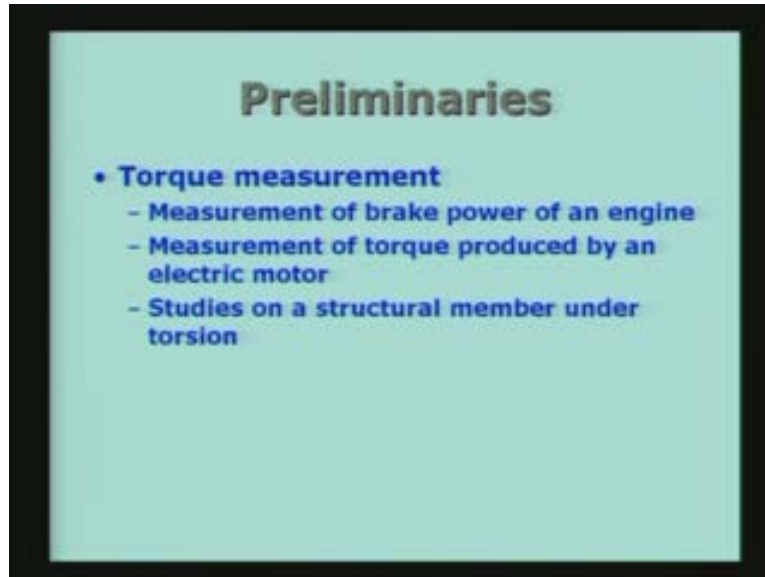 Preliminaries
• Torque measurement
– Measurement of brake power of an engine
– Measurement of torque produced by an
electric motor
– Studies on a structural member under
torsion